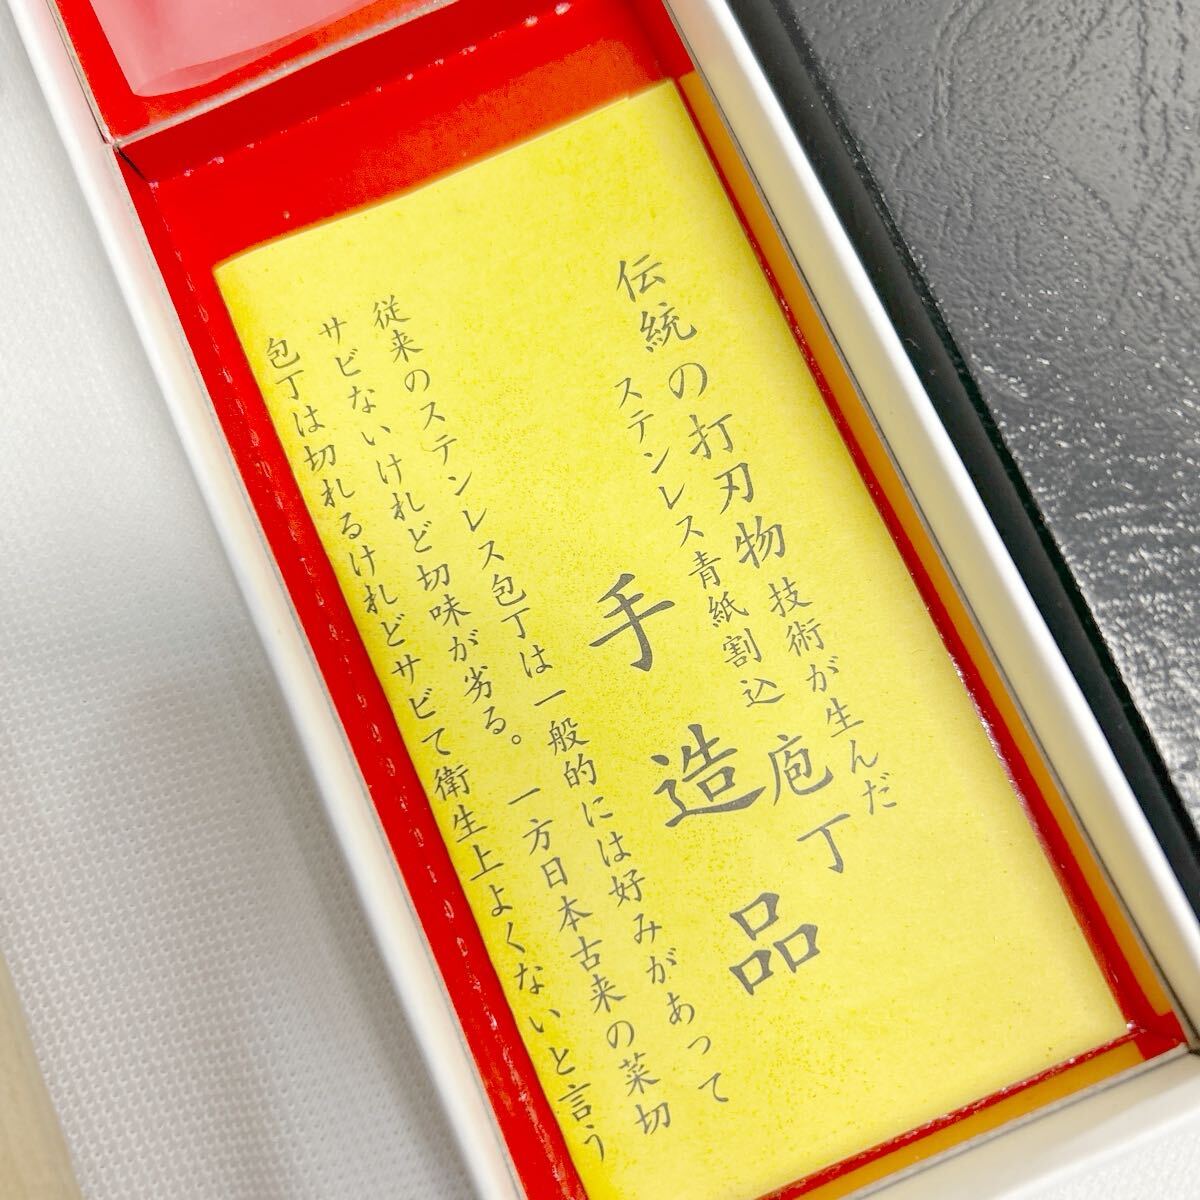 伝統の打刃物技術が生んだ
ステンレス青紙割込庖丁
手造品
従来のステンレス包丁は一般的には好みがあって
サビないけれど切味が劣る。一方日本古来の菜切
包丁は切れるけれどサビて衛生上よくないと言う